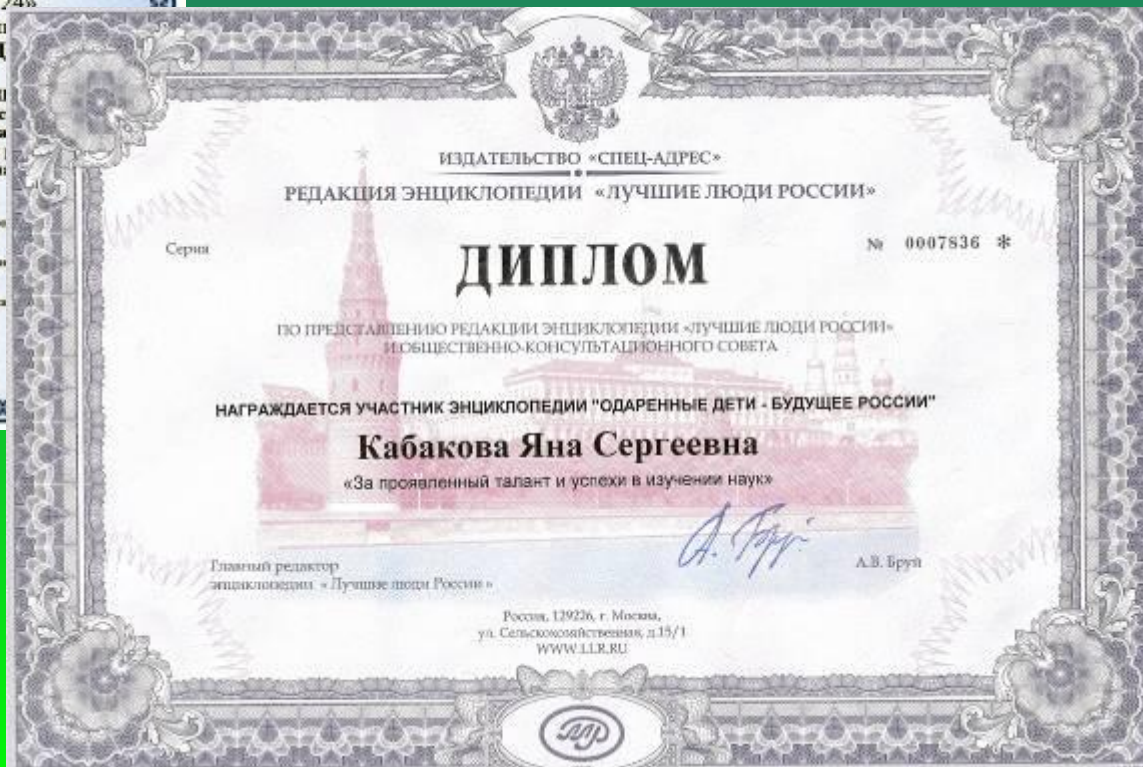 24»
ИЗДАТЕЛЬСТВО «СПЕЦ-АДРЕС»
РЕДАКЦИЯ ЭНЦИКЛОПЕДИИ «ЛУЧШИЕ ЛЮДИ РОССИИ»
Серия
№ 0007836 *
ДИПЛОМ
ПО ПРЕДСТАВЛЕНИЮ РЕДАКЦИИ ЭНЦИКЛОПЕДИИ «ЛУЧШИЕ ЛЮДИ РОССИИ»
И ОБЩЕСТВЕННО-КОНСУЛЬТАЦИОННОГО СОВЕТА
НАГРАЖДАЕТСЯ УЧАСТНИК ЭНЦИКЛОПЕДИИ "ОДАРЕННЫЕ ДЕТИ - БУДУЩЕЕ РОССИИ"
Кабакова Яна Сергеевна
«За проявленный талант и успехи в изучении наук»
Главный редактор
энциклопедии «Лучшие люди России»
А.В. Бруй
Россия, 129226, г. Москва,
ул. Сельскохозяйственная, д.15/1
WWW.LLR.RU